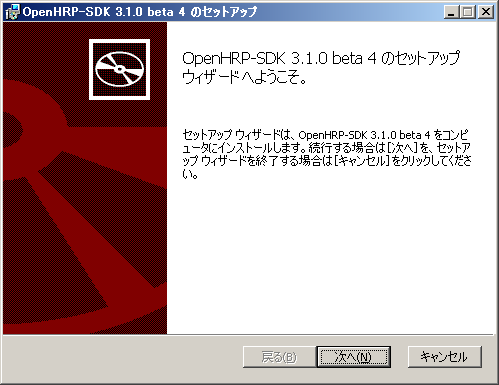 OpenHRP-SDK 3.1.0 beta 4 のセットアップ
OpenHRP-SDK 3.1.0 beta 4 のセットアップ
ウィザードへようこそ。
セットアップ ウィザードは、OpenHRP-SDK 3.1.0 beta 4 をコンピ
ュータにインストールします。続行する場合は[次へ]を、セットア
ップ ウィザードを終了する場合は[キャンセル]をクリックしてくださ
い。
戻る(B) 次へ(N) キャンセル